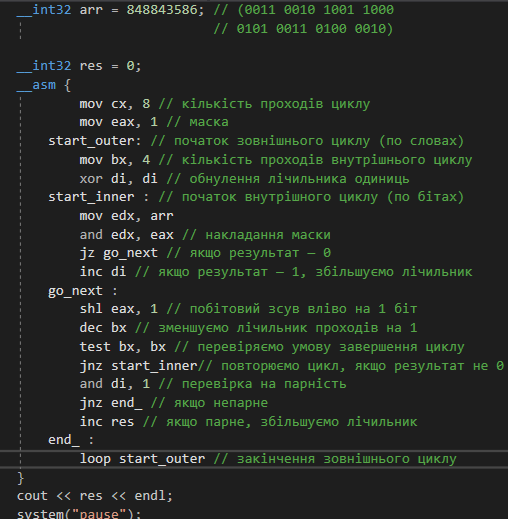 __int32 arr = 848843586; // (0011 0010 1001 1000
// 0101 0011 0100 0010)
__int32 res = 0;
__asm {
mov cx, 8 // кількість проходів циклу
mov eax, 1 // маска
start_outer: // початок зовнішнього циклу (по словах)
mov bx, 4 // кількість проходів внутрішнього циклу
xor di, di // обнулення лічильника одиниць
start_inner : // початок внутрішного циклу (по бітах)
mov edx, arr
and edx, eax // накладання маски
jz go_next // якщо результат – 0
inc di // якщо результат – 1, збільшуємо лічильник
go_next :
shl eax, 1 // побітовий зсув вліво на 1 біт
dec bx // зменшуємо лічильник проходів на 1
test bx, bx // перевіряємо умову завершення циклу
jnz start_inner// повторюємо цикл, якщо результат не 0
and di, 1 // перевірка на парність
jnz end_ // якщо непарне
inc res // якщо парне, збільшуємо лічильник
end_ :
loop start_outer // закінчення зовнішнього циклу
}
cout << res << endl;
system("pause");